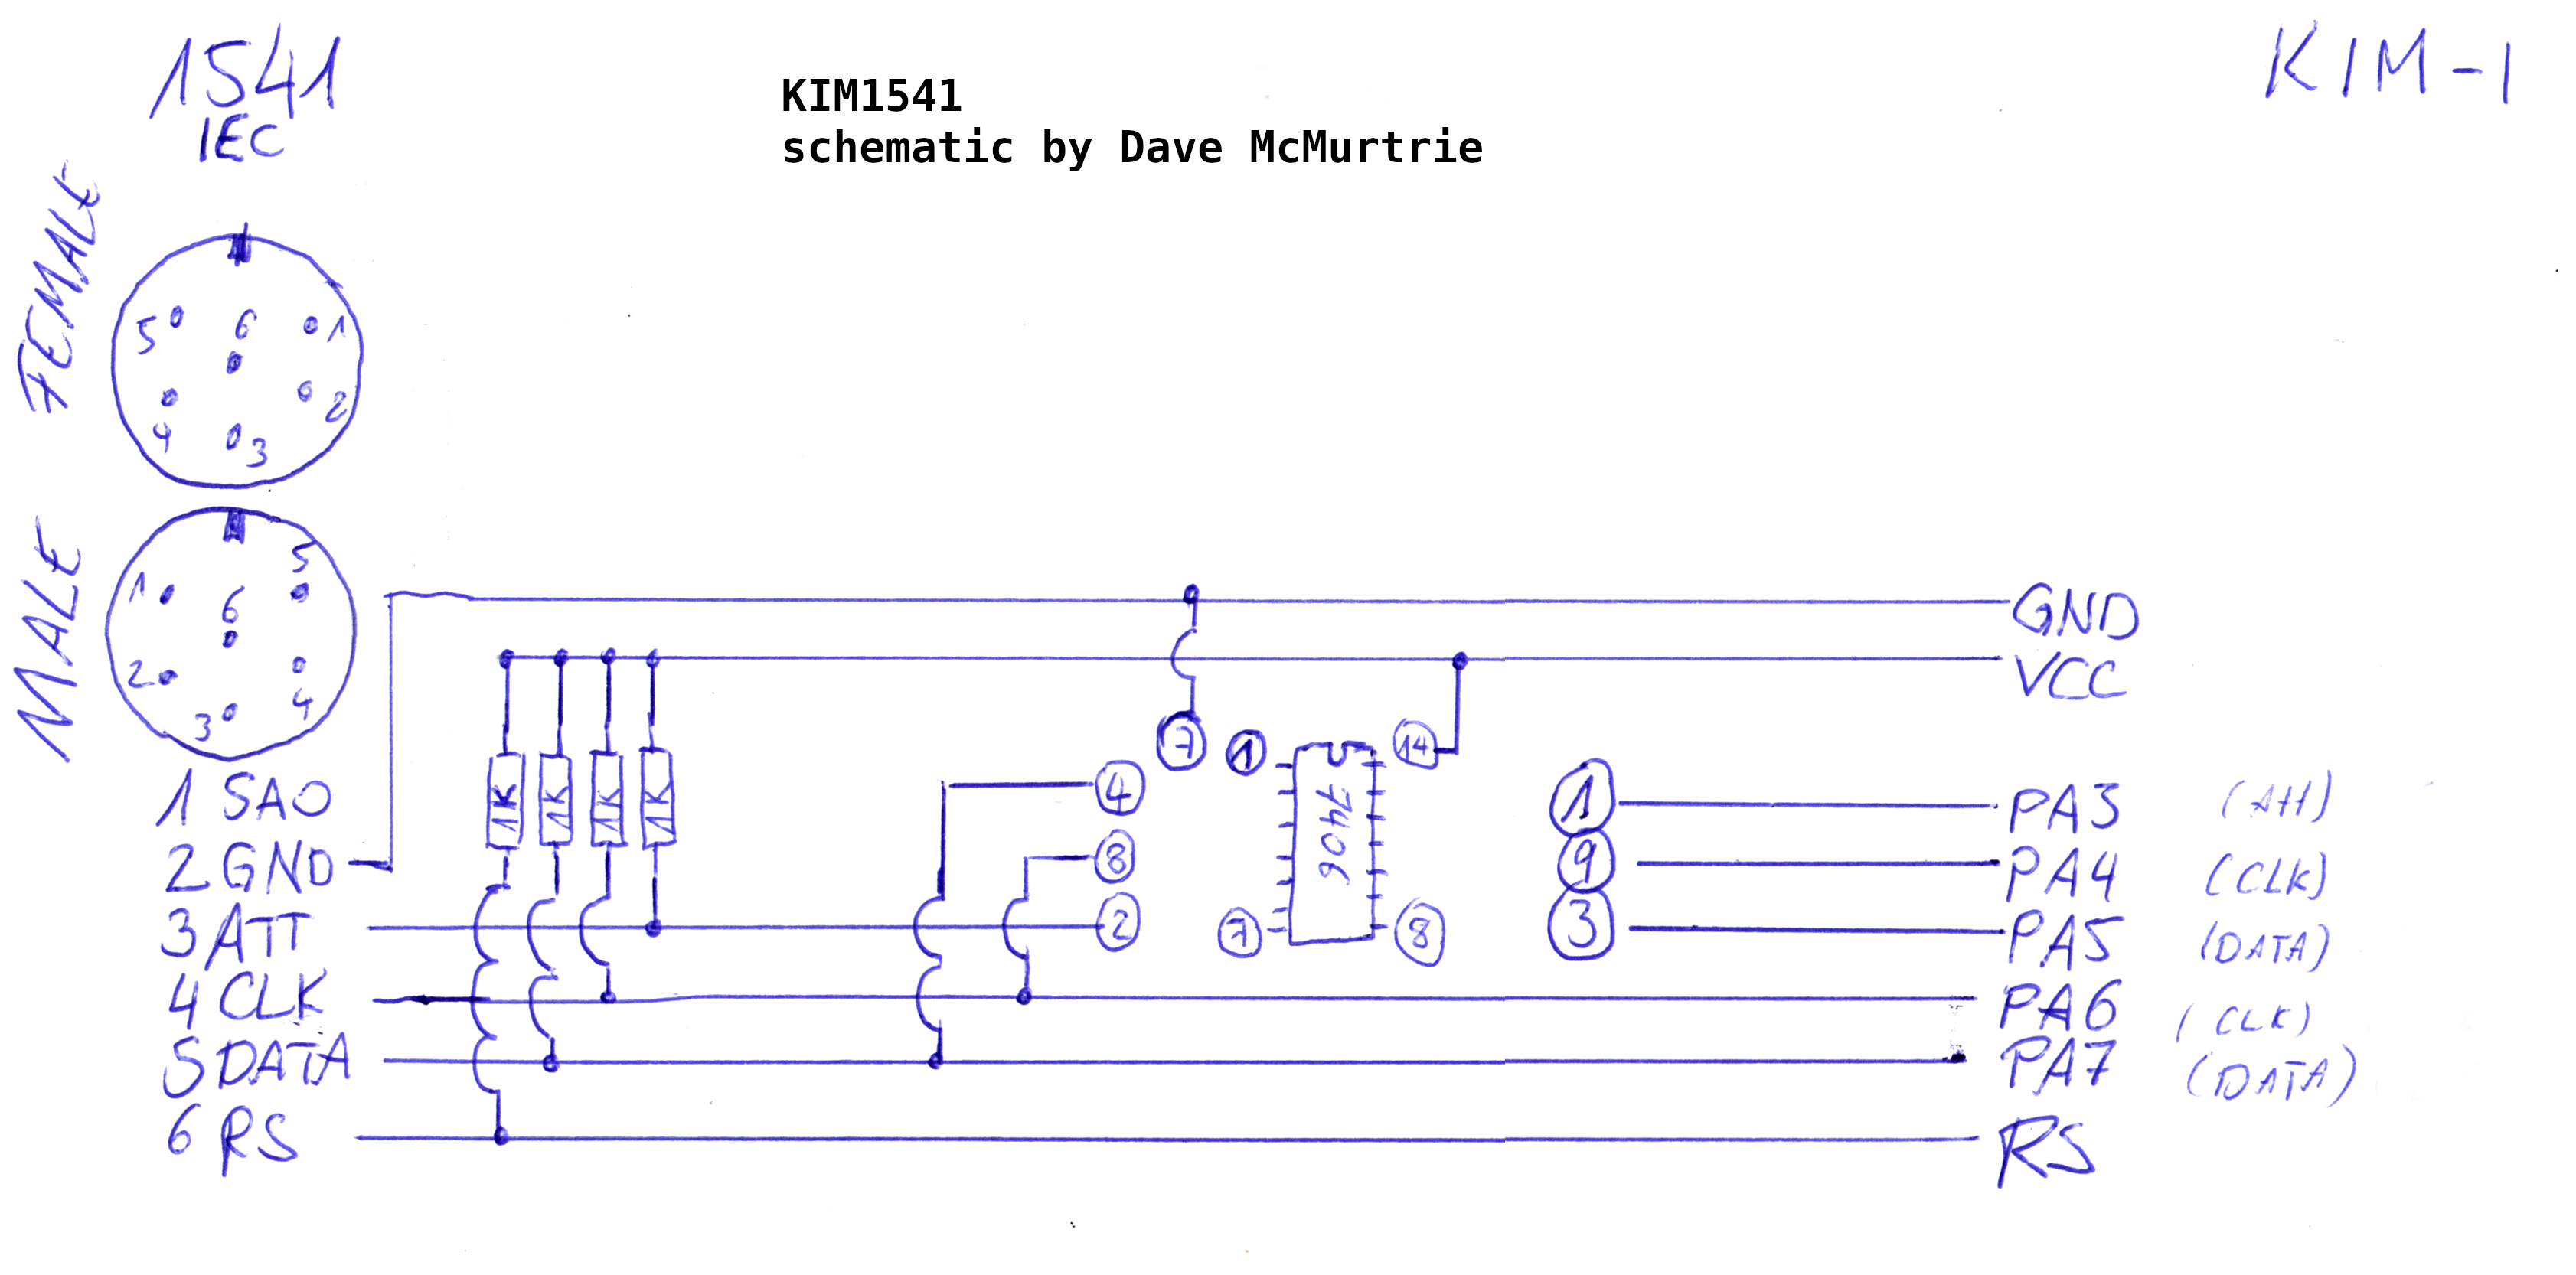 1541
IEC
KIM1541
schematic by Dave McMurtrie
KIM-1
FEMALE
5 6 1
4 3 2
MALE
1 6 5
2 3 4
GND
VCC
1K 1K 1K 1K
7 1 14
7406
7 8
4
8
2
1 SAO
2 GND
3 ATT
4 CLK
5 DATA
6 RS
1 PA3 (Att)
9 PA4 (CLK)
3 PA5 (DATA)
PA6 (CLK)
PA7 (DATA)
RS